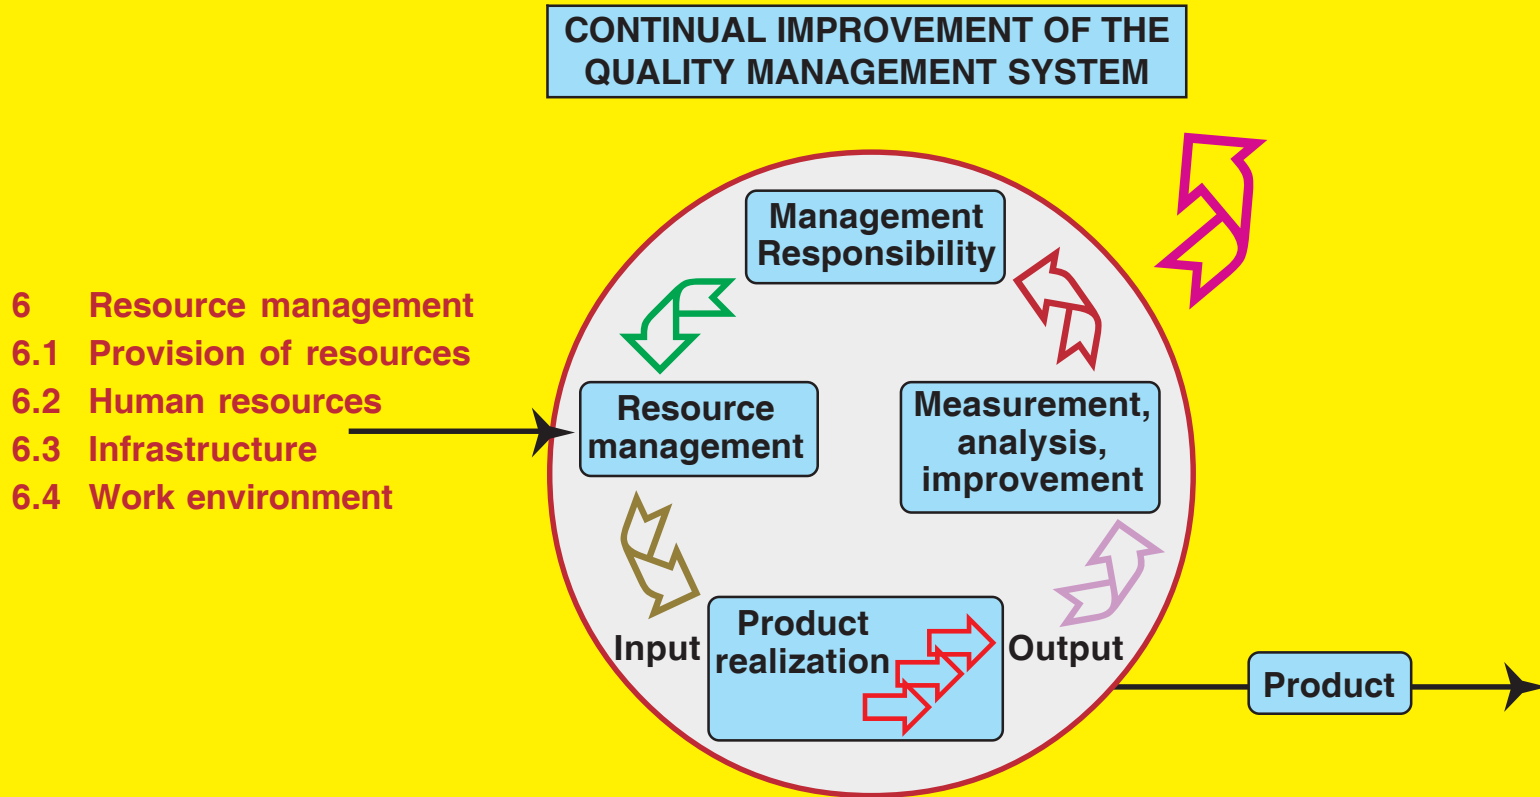 CONTINUAL IMPROVEMENT OF THE
QUALITY MANAGEMENT SYSTEM
Management
Responsibility
6 Resource management
6.1 Provision of resources
6.2 Human resources
6.3 Infrastructure
6.4 Work environment
Resource
management
Measurement,
analysis,
improvement
Input
Product
realization
Output
Product